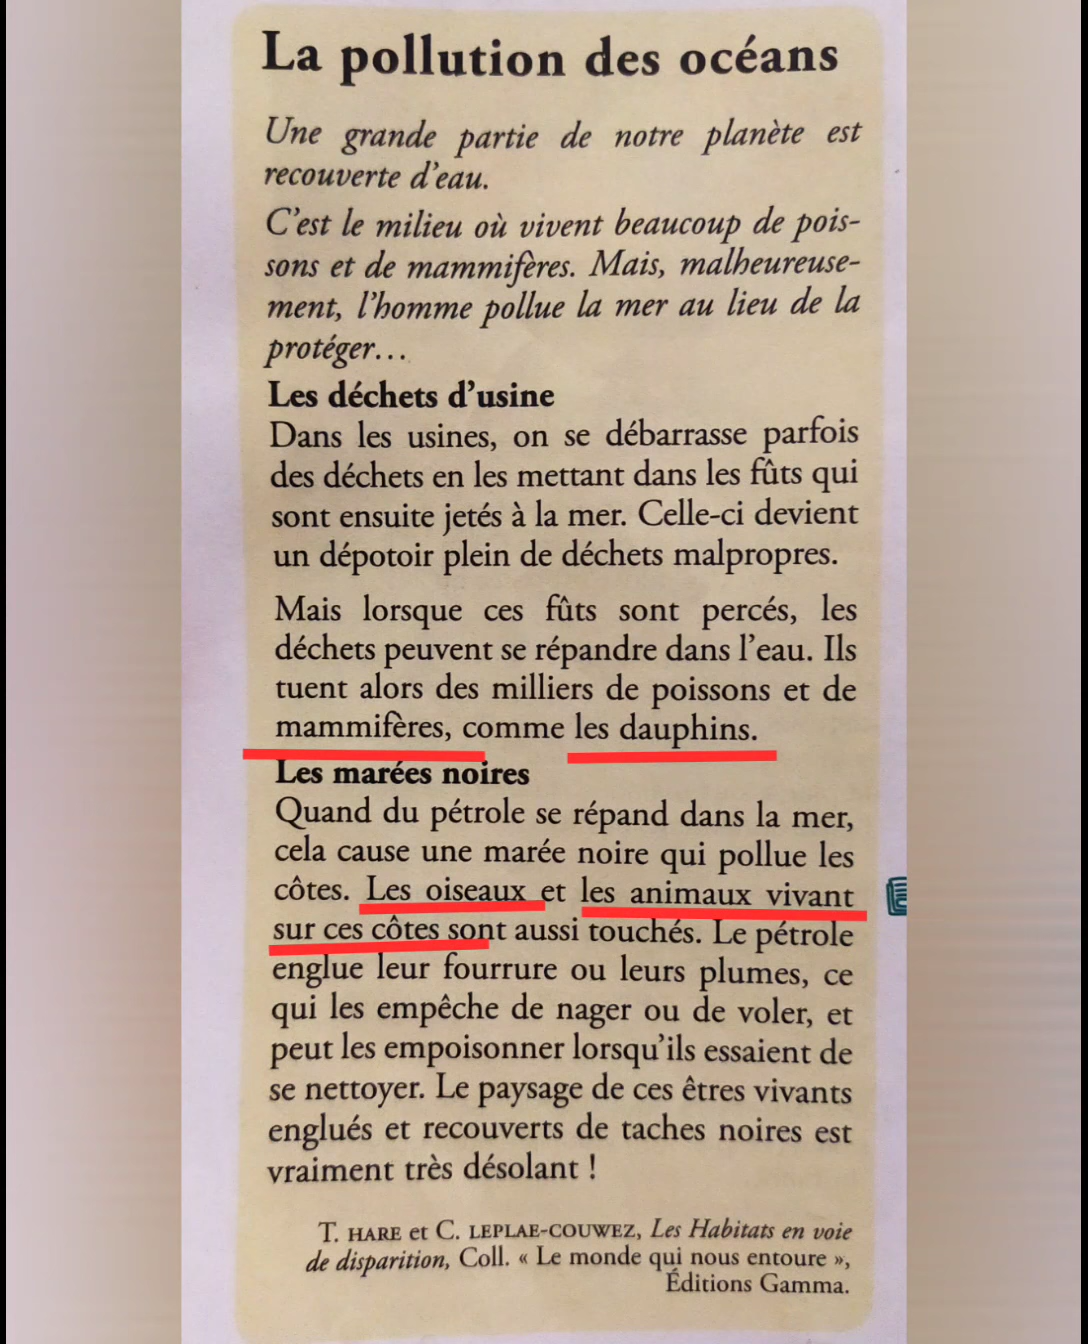 La pollution des océans
Une grande partie de notre planète est
recouverte d'eau.
C'est le milieu où vivent beaucoup de pois-
sons et de mammifères. Mais, malheureuse-
ment, l'homme pollue la mer au lieu de la
protéger...
Les déchets d'usine
Dans les usines, on se débarrasse parfois
des déchets en les mettant dans les fûts qui
sont ensuite jetés à la mer. Celle-ci devient
un dépotoir plein de déchets malpropres.
Mais lorsque ces fûts sont percés, les
déchets peuvent se répandre dans l'eau. Ils
tuent alors des milliers de poissons et de
mammifères, comme les dauphins.
Les marées noires
Quand du pétrole se répand dans la mer,
cela cause une marée noire qui pollue les
côtes. Les oiseaux et les animaux vivant
sur ces côtes sont aussi touchés. Le pétrole
englue leur fourrure ou leurs plumes, ce
qui les empêche de nager ou de voler, et
peut les empoisonner lorsqu'ils essaient de
se nettoyer. Le paysage de ces êtres vivants
englués et recouverts de taches noires est
vraiment très désolant !
T. HARE et C. LEPLAE-COUWEZ, Les Habitats en voie
de disparition, Coll. « Le monde qui nous entoure »,
Éditions Gamma.